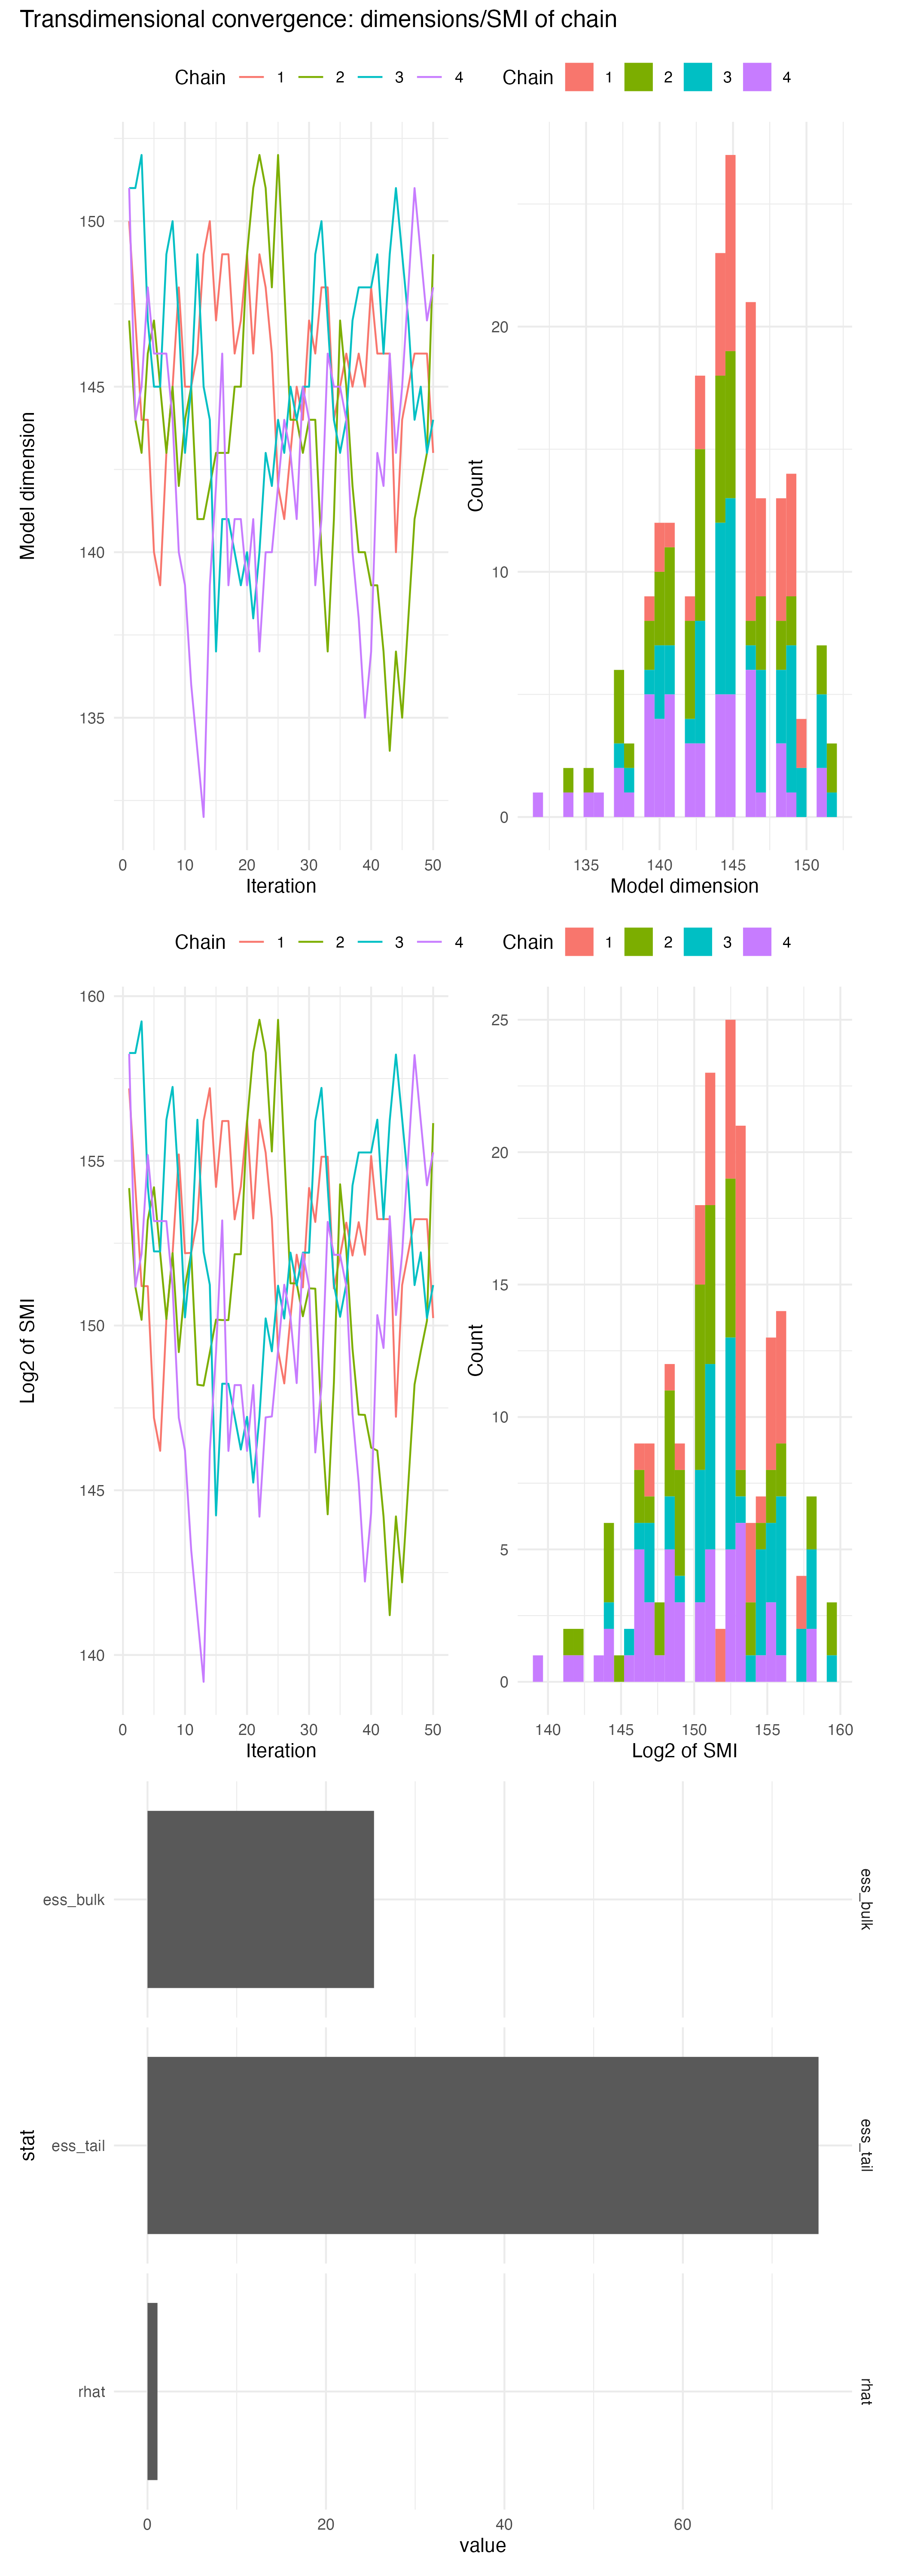 Transdimensional convergence: dimensions/SMI of chain
Chain 1 2 3 4 Chain 1 2 3 4
150
145
140
135
Model dimension
0 10 20 30 40 50
Iteration
20
10
0
Count
135 140 145 150
Model dimension
Chain 1 2 3 4 Chain 1 2 3 4
160
155
150
145
140
Log2 of SMI
0 10 20 30 40 50
Iteration
25
20
15
10
5
0
Count
140 145 150 155 160
Log2 of SMI
ess_bulk
ess_bulk
stat
ess_tail
ess_tail
rhat
rhat
0 20 40 60
value